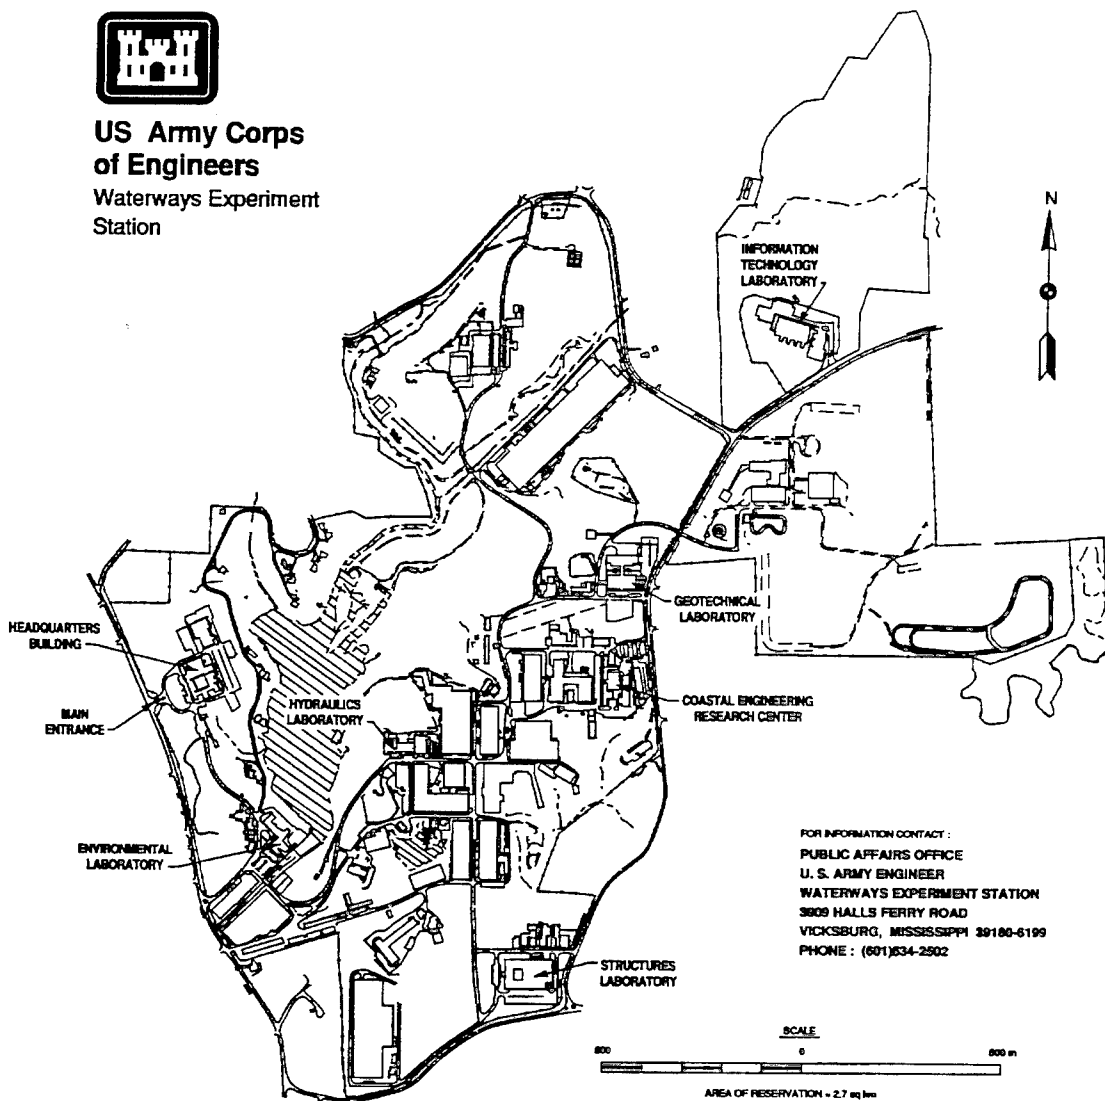 US Army Corps
of Engineers
Waterways Experiment
Station
N
INFORMATION
TECHNOLOGY
LABORATORY
GEOTECHNICAL
LABORATORY
HEADQUARTERS
BUILDING
MAIN
ENTRANCE
HYDRAULICS
LABORATORY
COASTAL ENGINEERING
RESEARCH CENTER
ENVIRONMENTAL
LABORATORY
STRUCTURES
LABORATORY
FOR INFORMATION CONTACT :
PUBLIC AFFAIRS OFFICE
U. S. ARMY ENGINEER
WATERWAYS EXPERIMENT STATION
3909 HALLS FERRY ROAD
VICKSBURG, MISSISSIPPI 39180-6199
PHONE : (601)634-2502
SCALE
0
AREA OF RESERVATION = 2.7 sq km